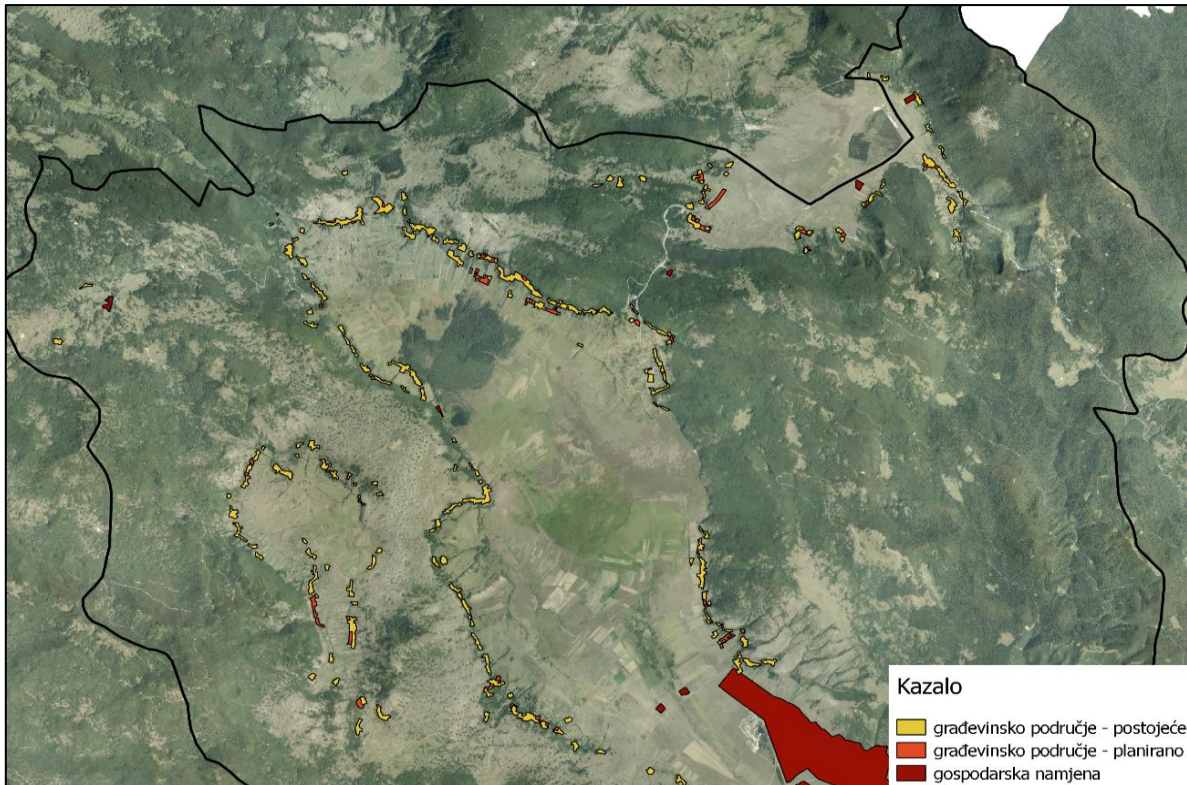 Kazalo
građevinsko područje - postojeće
građevinsko područje - planirano
gospodarska namjena